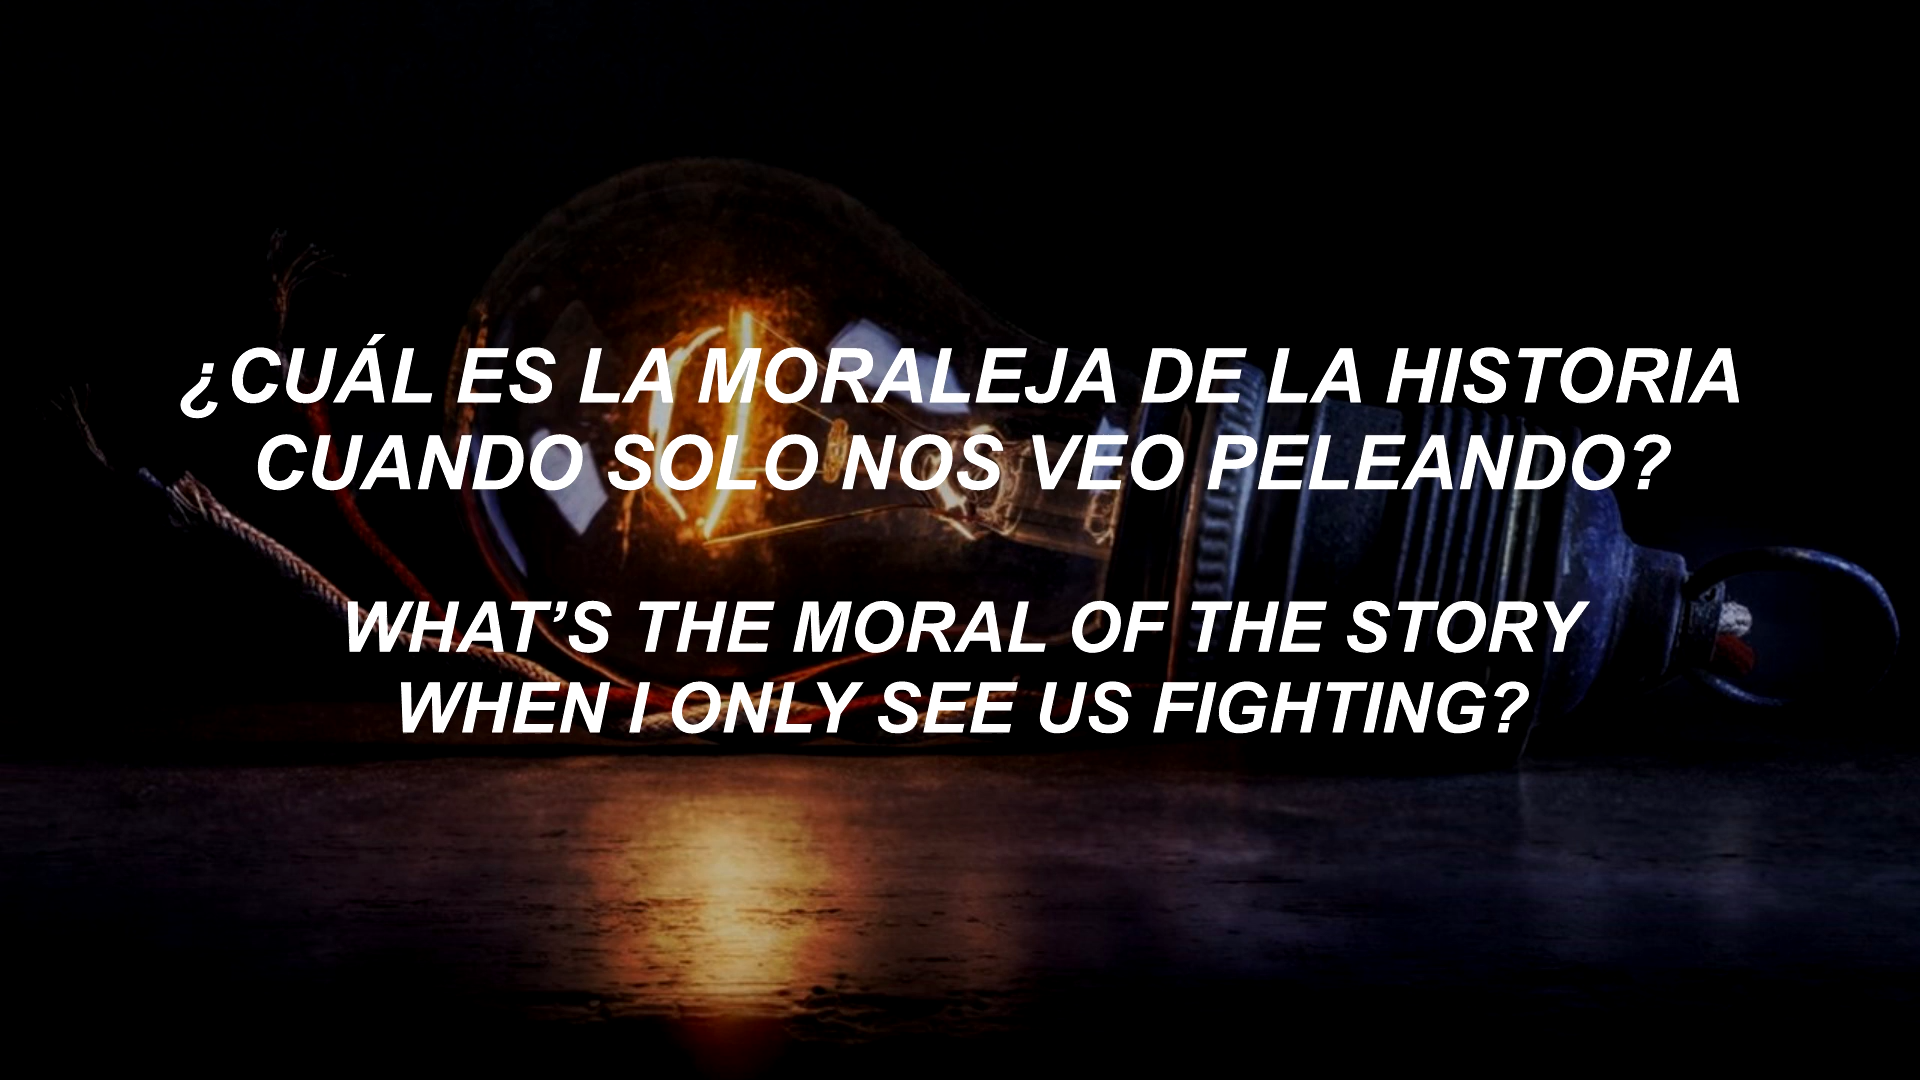 ¿CUÁL ES LA MORALEJA DE LA HISTORIA
CUANDO SOLO NOS VEO PELEANDO?
WHAT’S THE MORAL OF THE STORY
WHEN I ONLY SEE US FIGHTING?